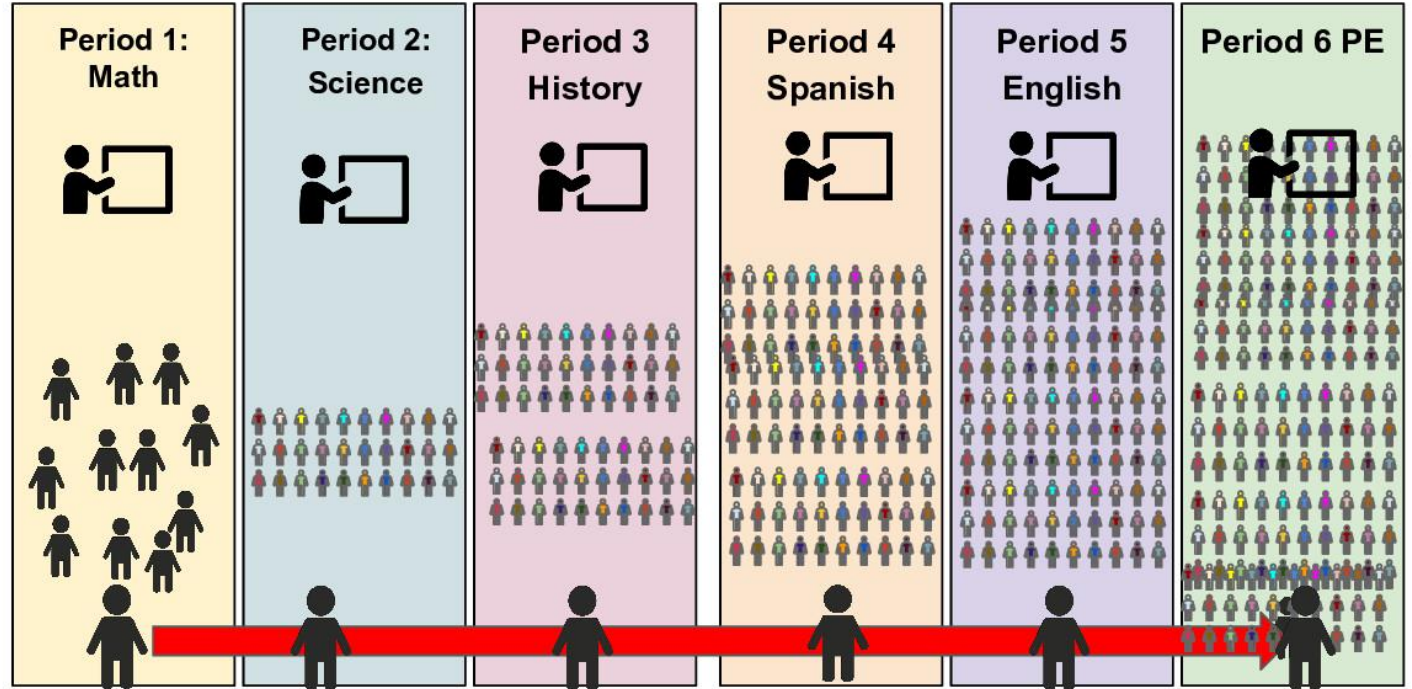 Period 1:
Math
Period 2:
Science
Period 3
History
Period 4
Spanish
Period 5
English
Period 6 PE